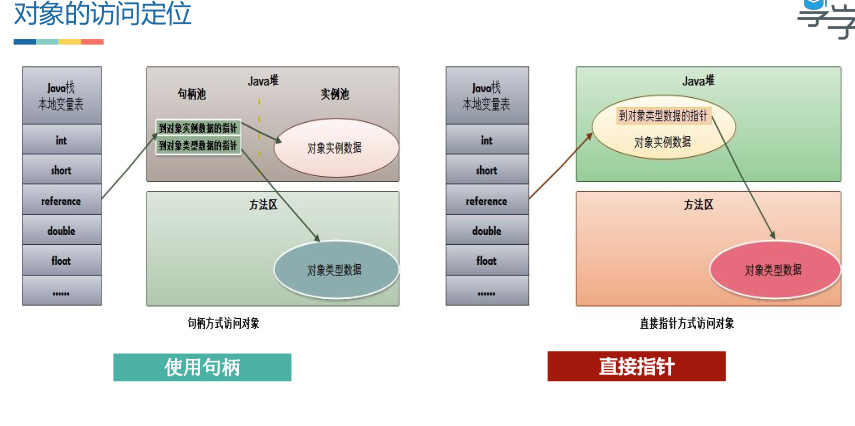 对象的访问定位
Java栈
本地变量表
int
short
reference
double
float
......
Java堆
句柄池
实例池
到对象实例数据的指针
到对象类型数据的指针
对象实例数据
方法区
对象类型数据
句柄方式访问对象
使用句柄
Java栈
本地变量表
int
short
reference
double
float
......
Java堆
到对象类型数据的指针
对象实例数据
方法区
对象类型数据
直接指针方式访问对象
直接指针